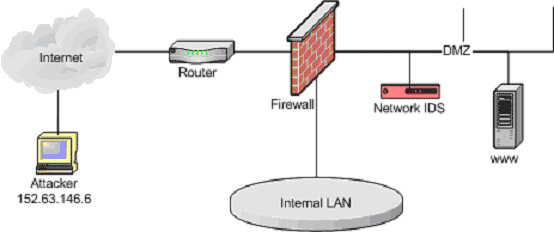 Internet
Router
Firewall
DMZ
Network IDS
www
Attacker
152.63.146.6
Internal LAN